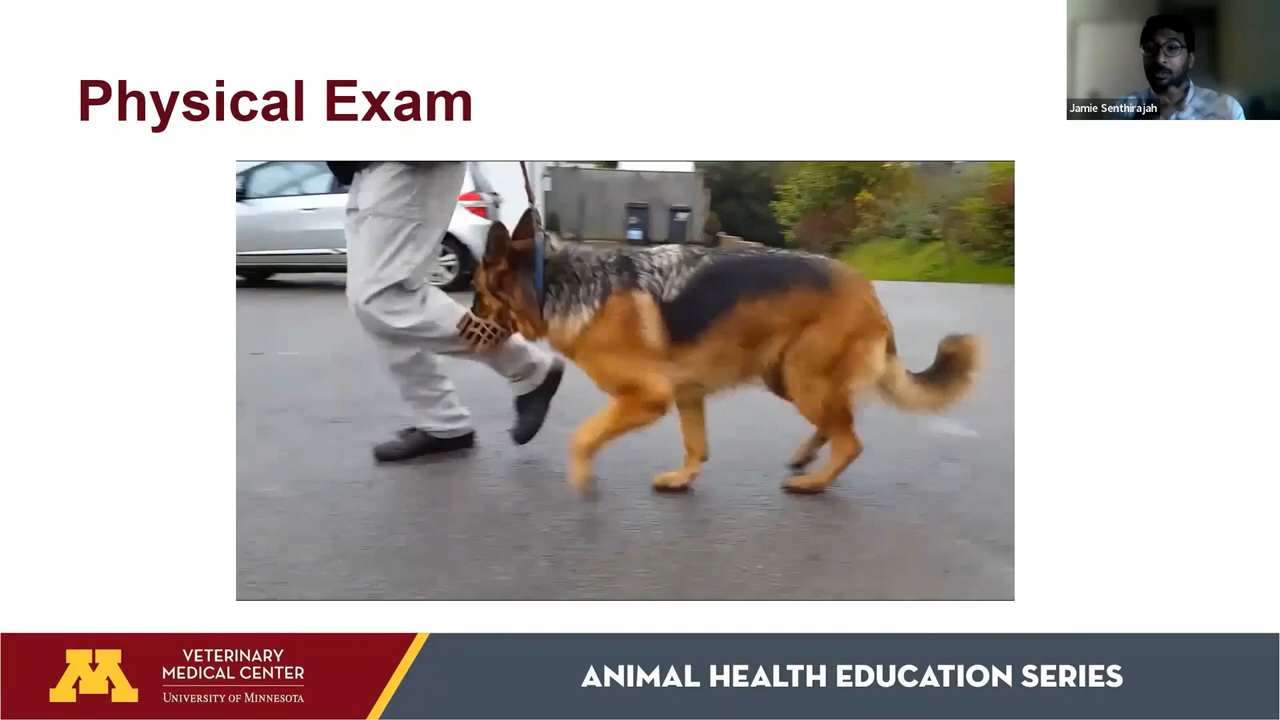 Physical Exam
Jamie Senthirajah
VETERINARY
MEDICAL CENTER
UNIVERSITY OF MINNESOTA
ANIMAL HEALTH EDUCATION SERIES